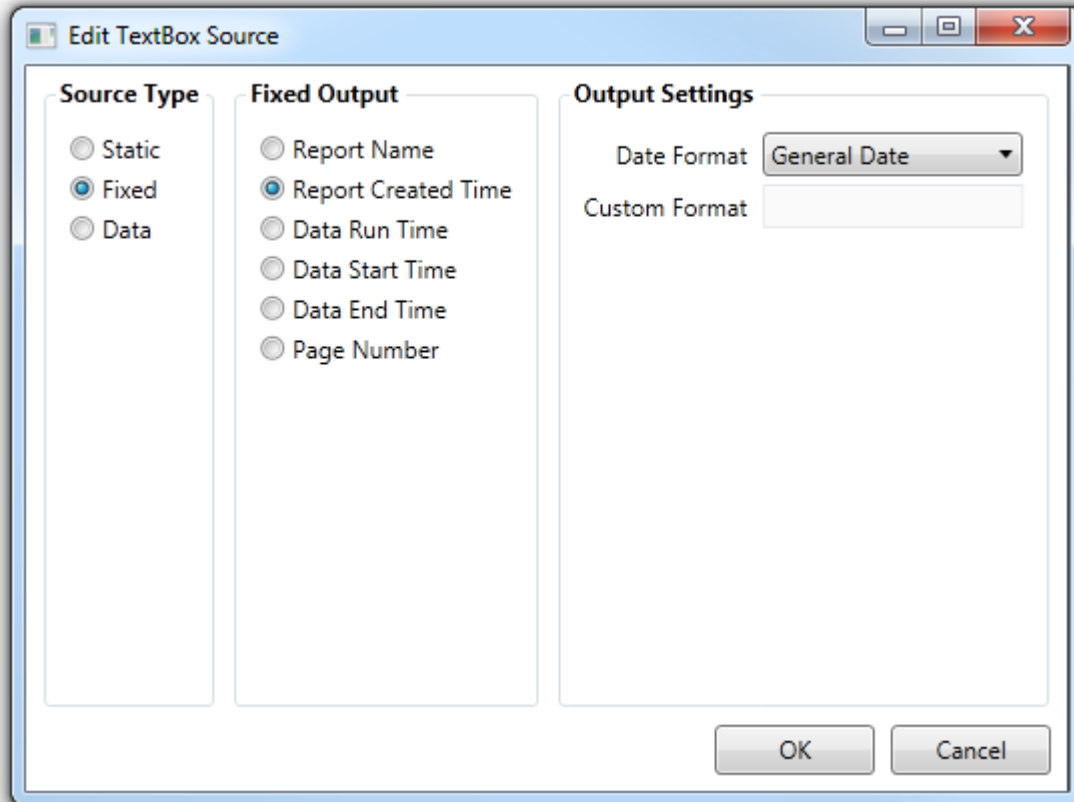 Edit TextBox Source
Source Type
Static
Fixed
Data
Fixed Output
Report Name
Report Created Time
Data Run Time
Data Start Time
Data End Time
Page Number
Output Settings
Date Format General Date
Custom Format
OK Cancel